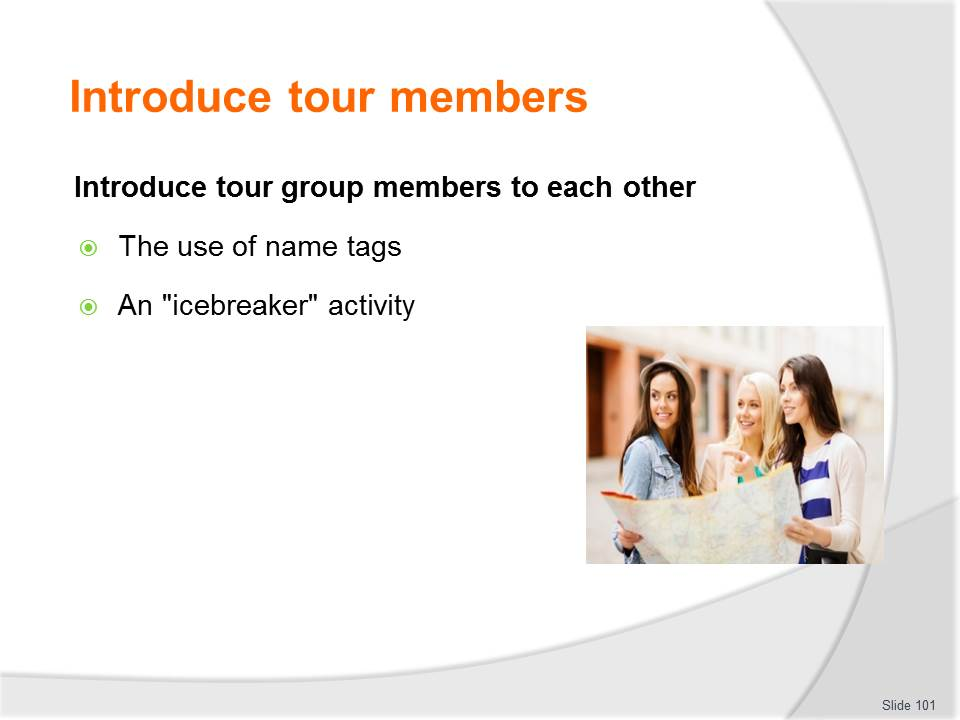 Introduce tour members
Introduce tour group members to each other
The use of name tags
An "icebreaker" activity
Slide 101